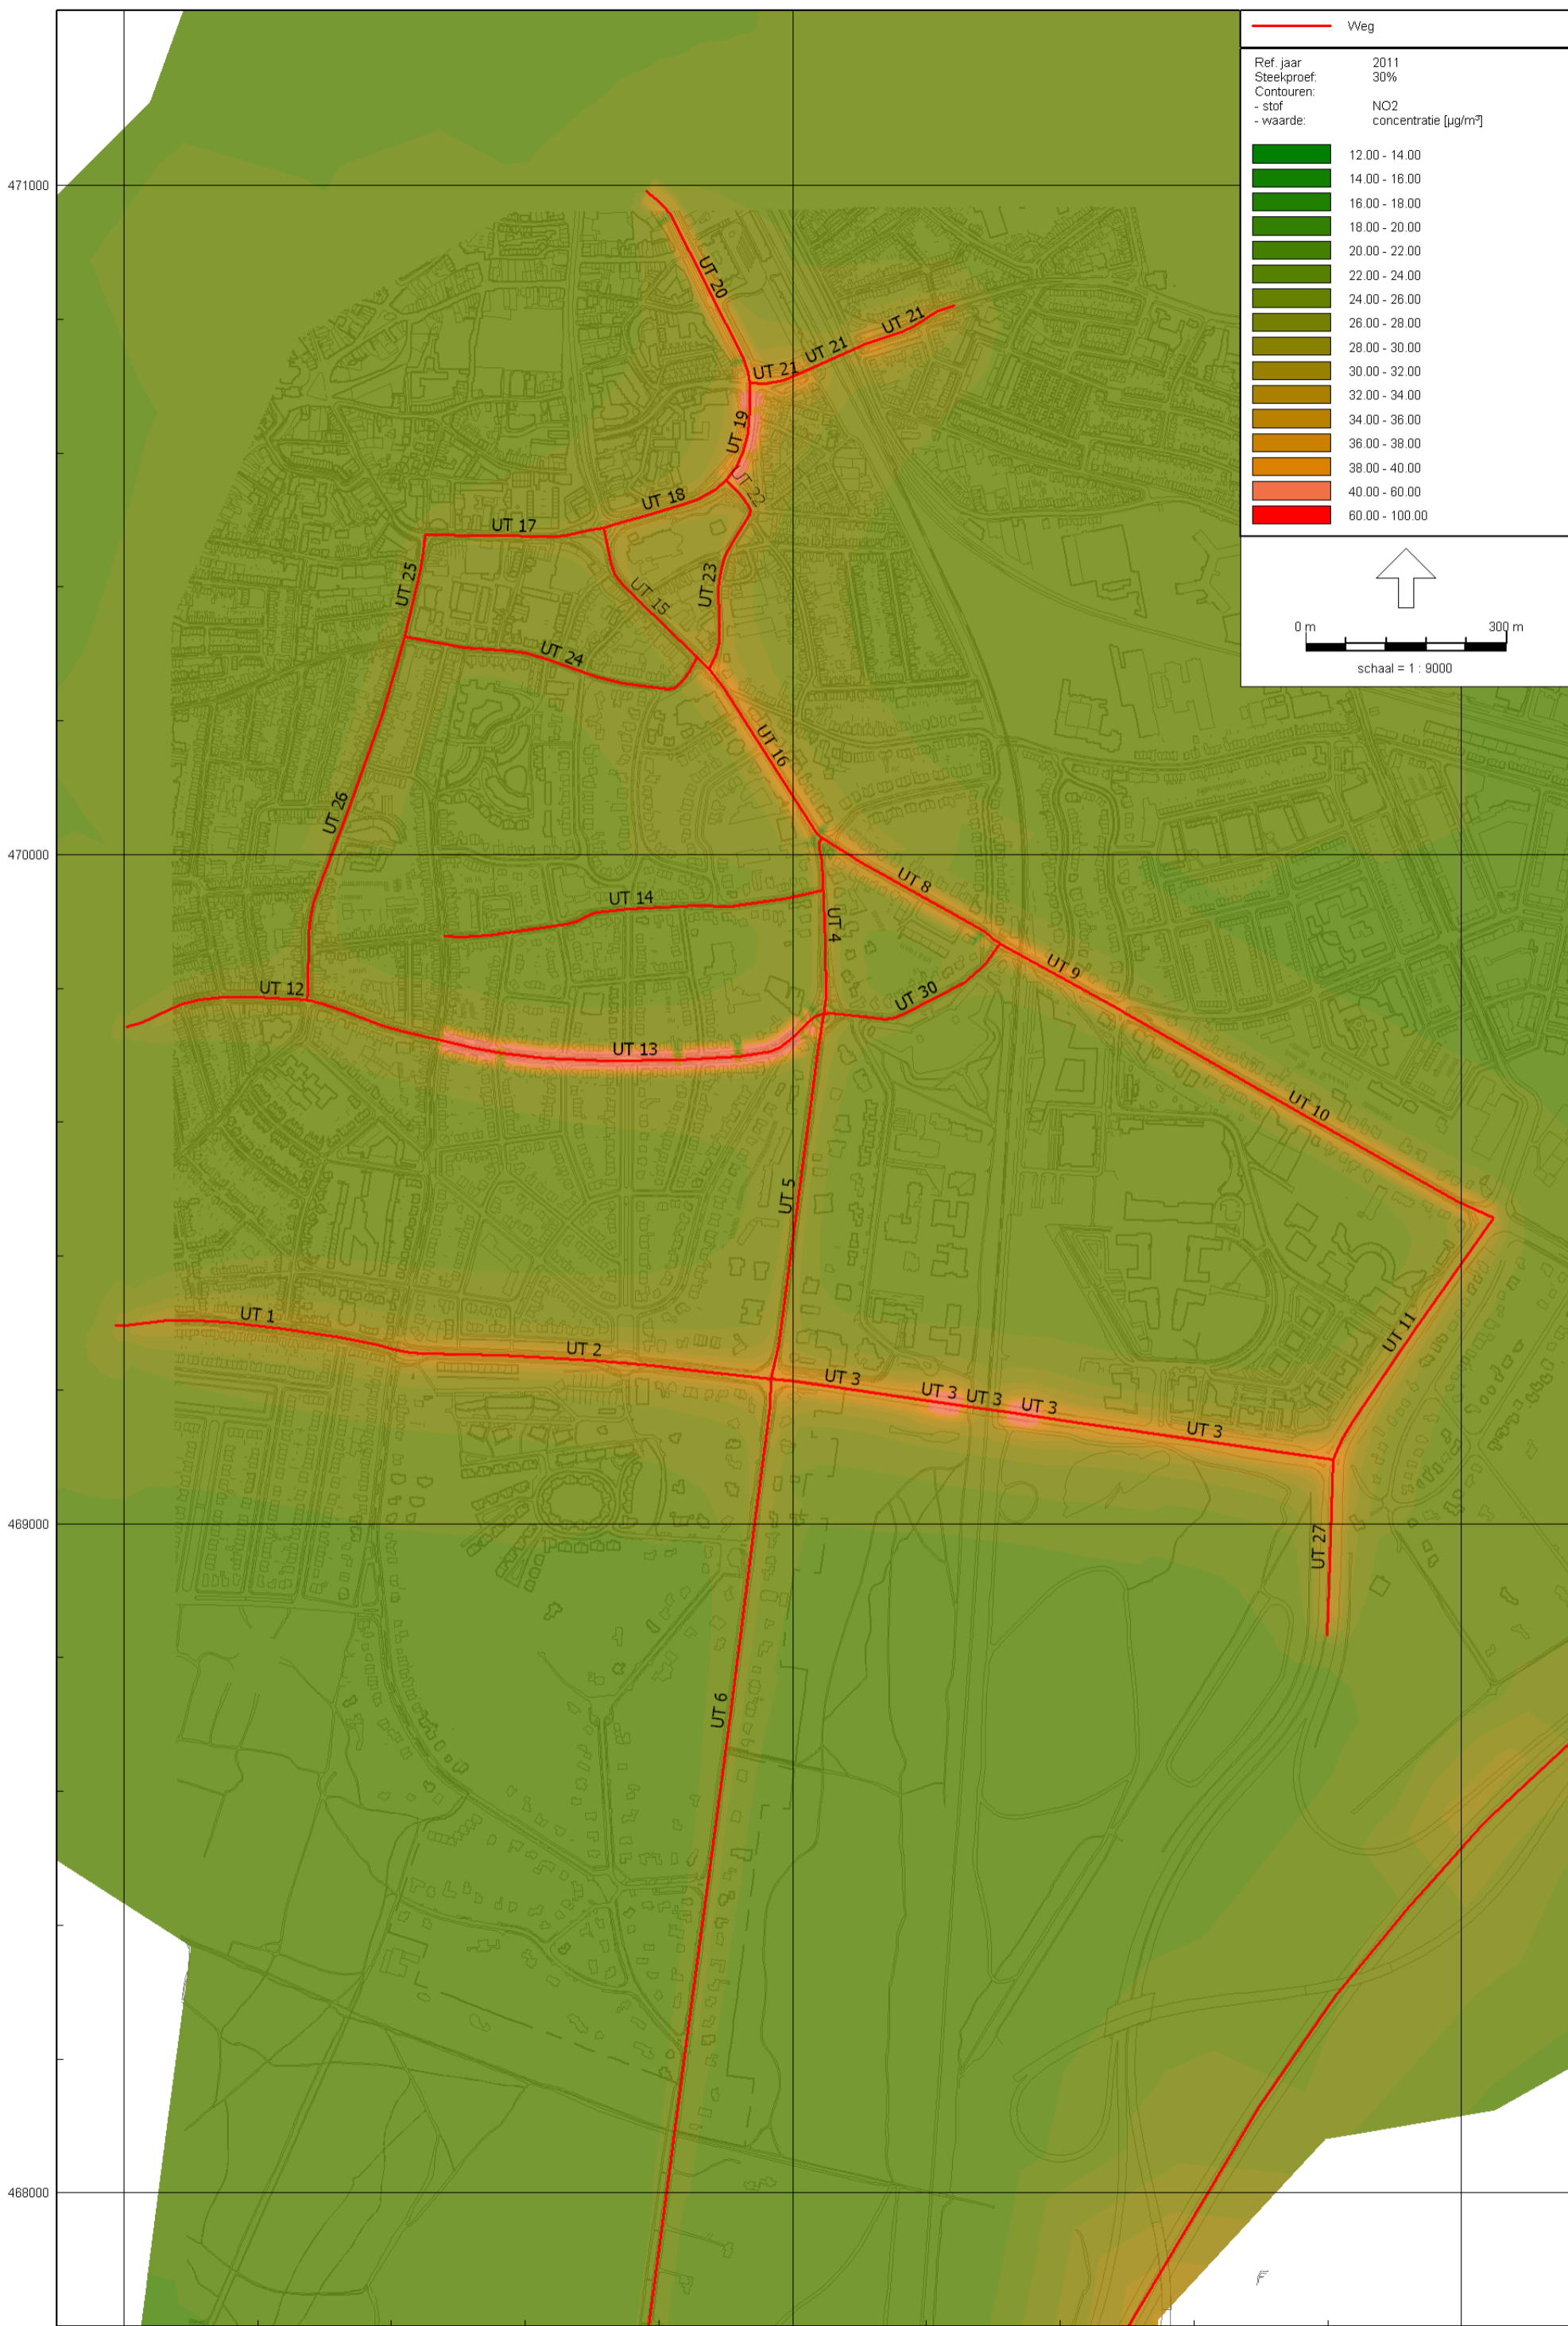 Weg
Ref. jaar 2011
Steekproef: 30%
Contouren:
- stof NO2
- waarde: concentratie [µg/m³]
12.00 - 14.00
14.00 - 16.00
16.00 - 18.00
18.00 - 20.00
20.00 - 22.00
22.00 - 24.00
24.00 - 26.00
26.00 - 28.00
28.00 - 30.00
30.00 - 32.00
32.00 - 34.00
34.00 - 36.00
36.00 - 38.00
38.00 - 40.00
40.00 - 60.00
60.00 - 100.00
0 m 300 m
schaal = 1 : 9000
471000
UT 20
UT 21
UT 21
UT 21
UT 19
UT 22
UT 18
UT 17
UT 25
UT 15
UT 23
UT 24
UT 16
UT 26
470000
UT 8
UT 14
UT 4
UT 9
UT 12
UT 30
UT 13
UT 10
UT 5
UT 1
UT 2
UT 11
UT 3
UT 3
UT 3
UT 3
UT 3
469000
UT 27
UT 6
468000
F